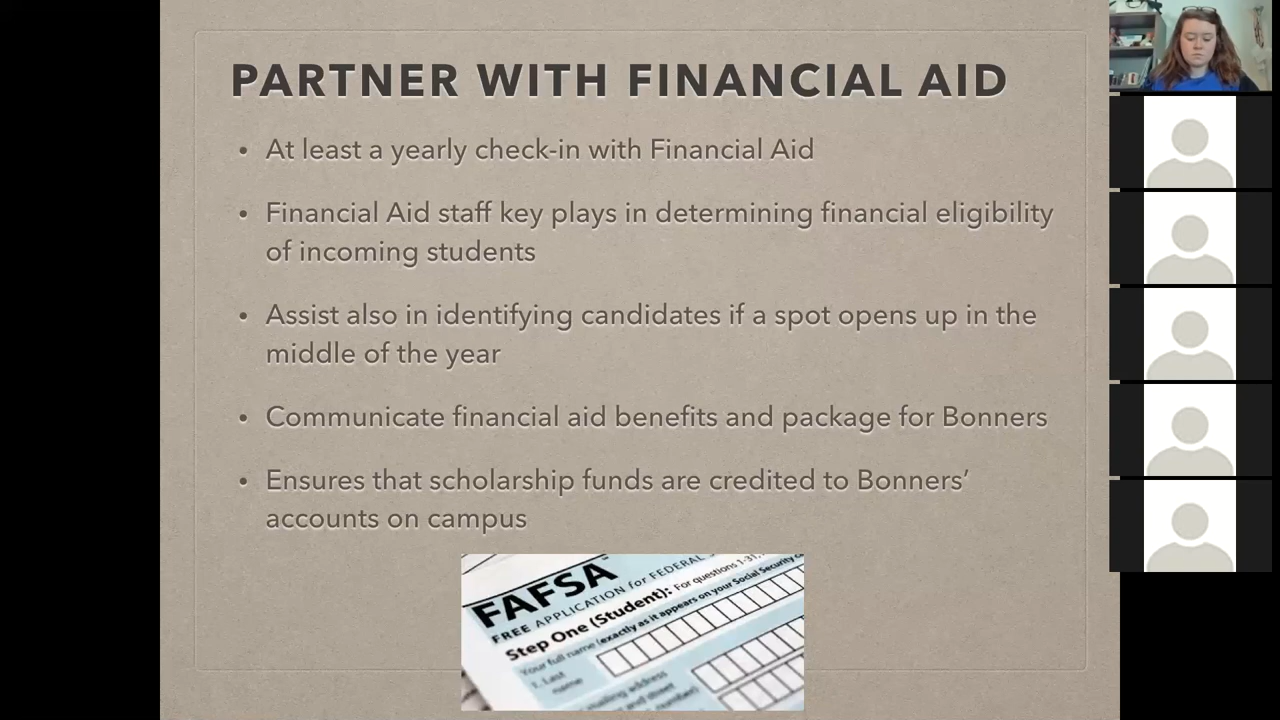 PARTNER WITH FINANCIAL AID
• At least a yearly check-in with Financial Aid
• Financial Aid staff key plays in determining financial eligibility
of incoming students
• Assist also in identifying candidates if a spot opens up in the
middle of the year
• Communicate financial aid benefits and package for Bonners
• Ensures that scholarship funds are credited to Bonners’
accounts on campus
FAFSA
FREE APPLICATION for FEDERAL
Step One (Student): For questions 1-31,
Your full name (exactly as it appears on your Social Security
1. Last
name
mailing address
and street
number)